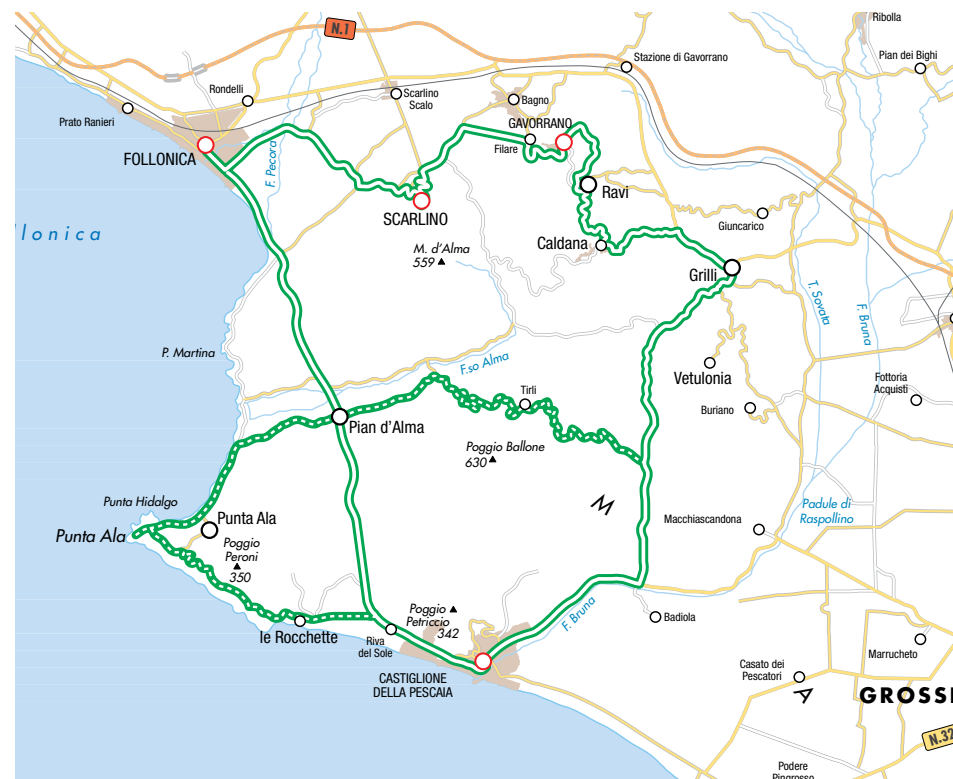 Ribolla
N.1
Pian dei Bighi
Stazione di Gavorrano
Rondelli
Scarlino
Scalo
Bagno
Prato Ranieri
GAVORRANO
Filare
FOLLONICA
F. Pecora
Ravi
SCARLINO
Giuncarico
llonica
Caldana
M. d'Alma
559
Grilli
T. Sovata
F. Bruna
P. Martina
F.so Alma
Vetulonia
Fottoria
Acquisti
Tirli
Buriano
Pian d'Alma
Poggio Ballone
630
Punta Hidalgo
M
Padule di
Raspollino
Punta Ala
Punta Ala
Macchiascandona
Poggio
Peroni
350
Poggio
Petriccio
342
F. Bruna
Badiola
le Rocchette
Riva
del Sole
Marrucheto
CASTIGLIONE
DELLA PESCAIA
Casato dei
Pescatori
A
GROSSE
N.32
Podere
Pingrosso